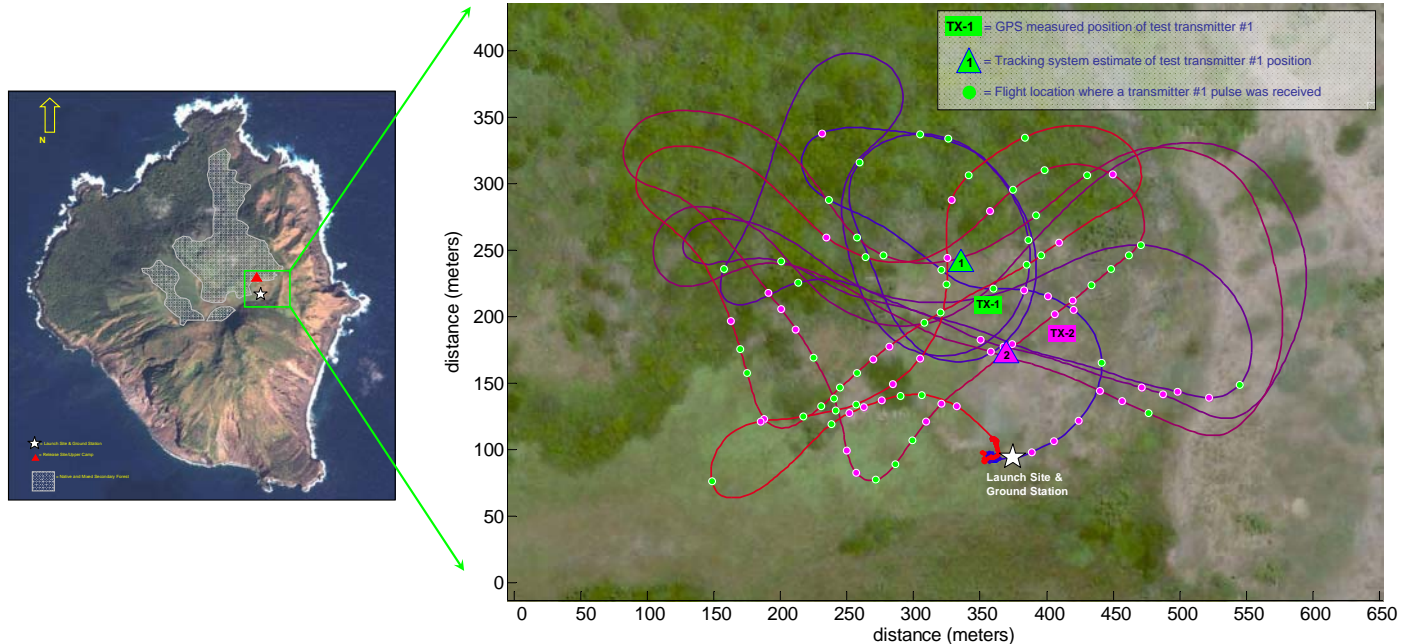 N
= Launch Site & Ground Station
= Release Site/Upper Camp
= Native and Mixed Secondary Forest
TX-1 = GPS measured position of test transmitter #1
1 = Tracking system estimate of test transmitter #1 position
= Flight location where a transmitter #1 pulse was received
distance (meters)
400
350
300
250
200
150
100
50
0
1
TX-1
TX-2
2
Launch Site &
Ground Station
0 50 100 150 200 250 300 350 400 450 500 550 600 650
distance (meters)